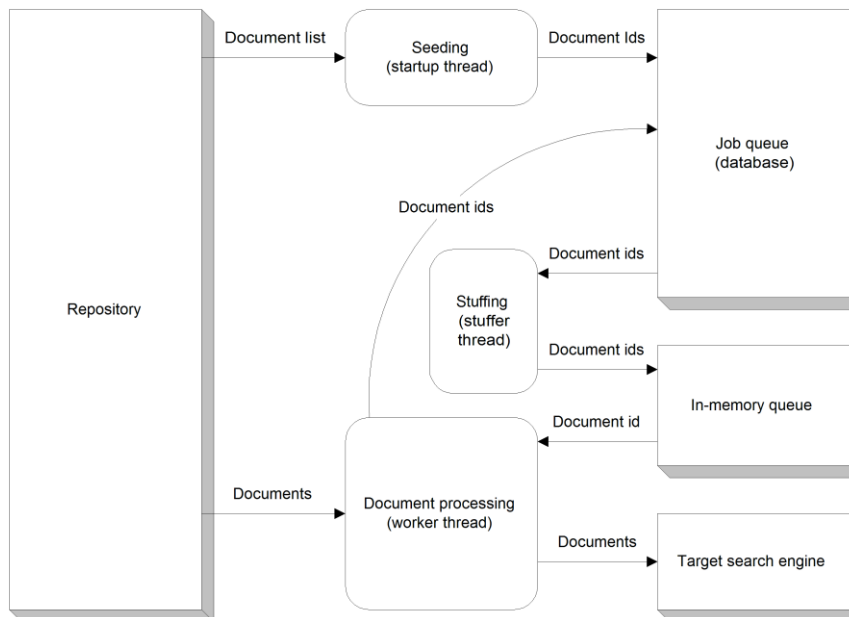 Document list
Seeding
(startup thread)
Document Ids
Job queue
(database)
Document ids
Document ids
Stuffing
(stuffer
thread)
Repository
Document ids
In-memory queue
Document id
Documents
Document processing
(worker thread)
Documents
Target search engine